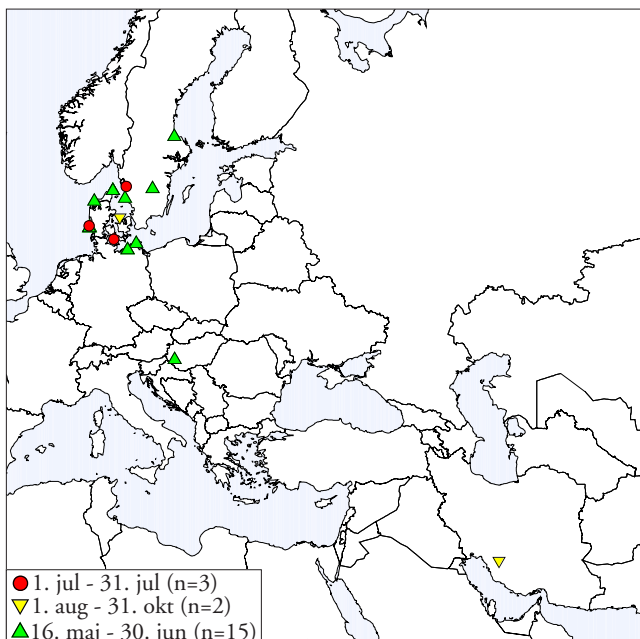 1. jul - 31. jul (n=3)
1. aug - 31. okt (n=2)
16. maj - 30. jun (n=15)